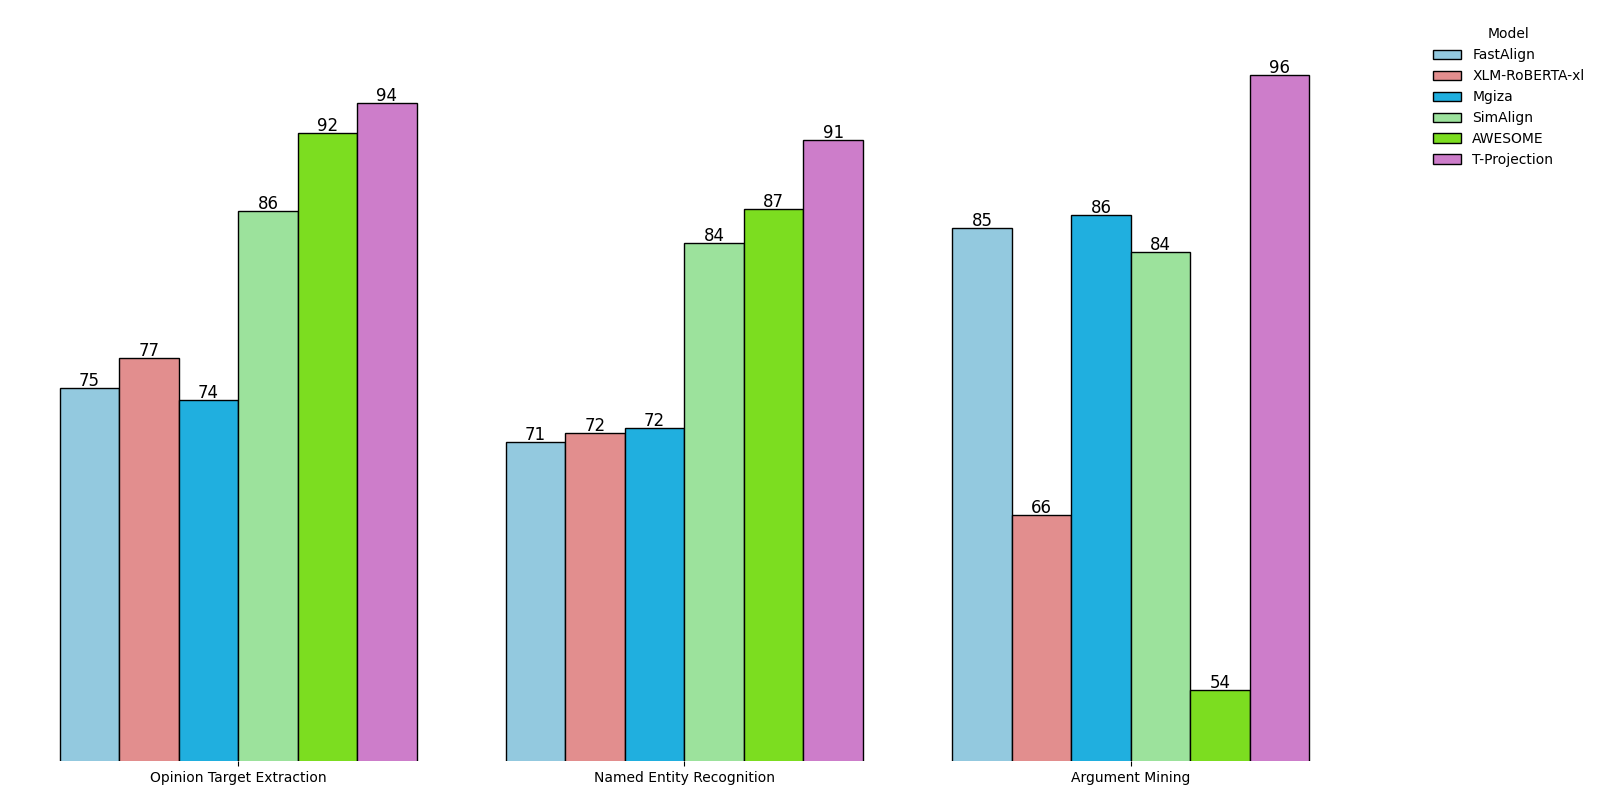 Model
FastAlign
XLM-RoBERTA-xl
Mgiza
SimAlign
AWESOME
T-Projection
75
77
74
86
92
94
71
72
72
84
87
91
85
66
86
84
54
96
Opinion Target Extraction
Named Entity Recognition
Argument Mining